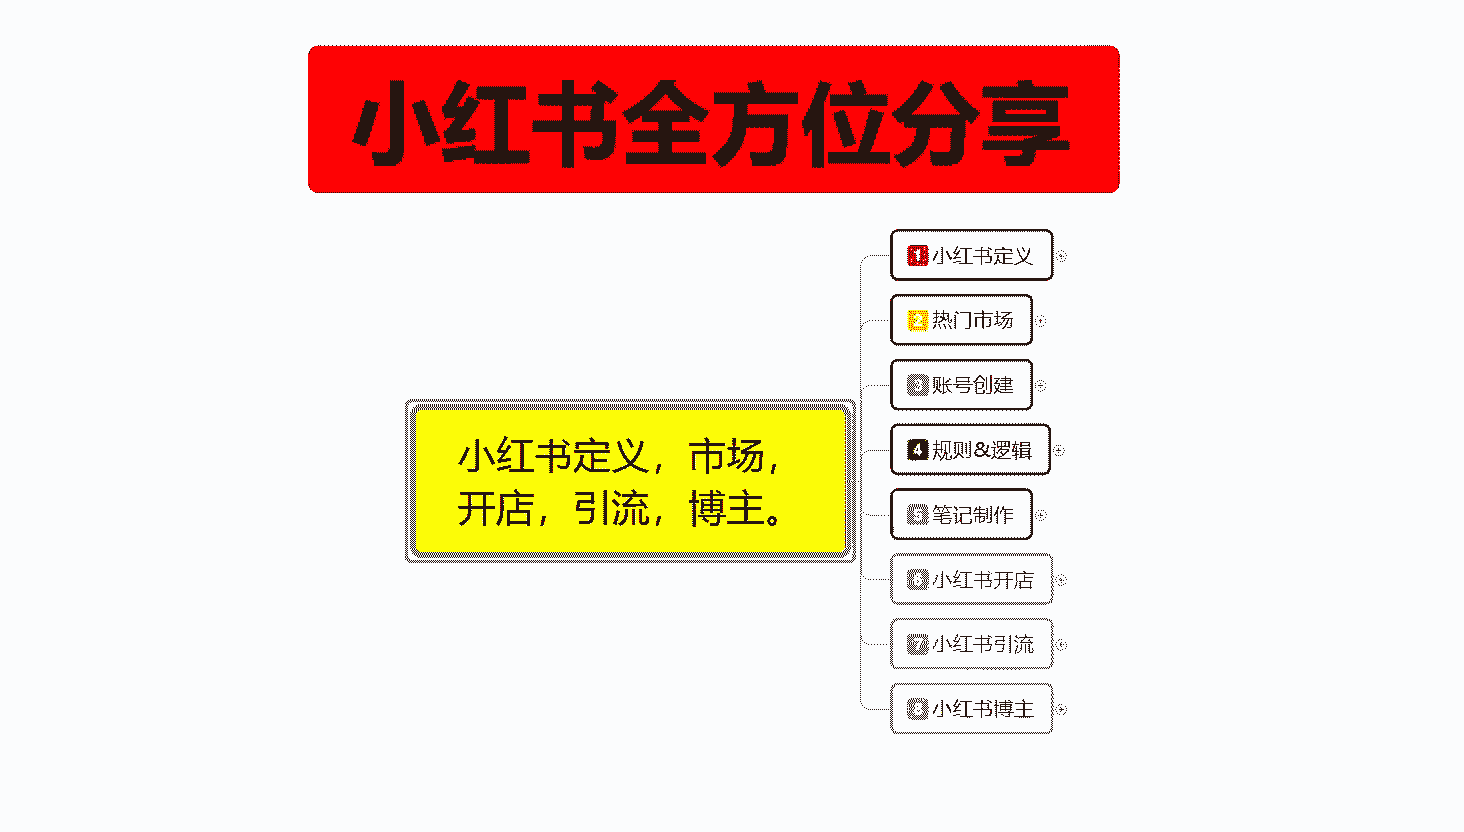 小红书全方位分享
小红书定义，市场，
开店，引流，博主。
1 小红书定义
2 热门市场
3 账号创建
4 规则&逻辑
5 笔记制作
6 小红书开店
7 小红书引流
8 小红书博主